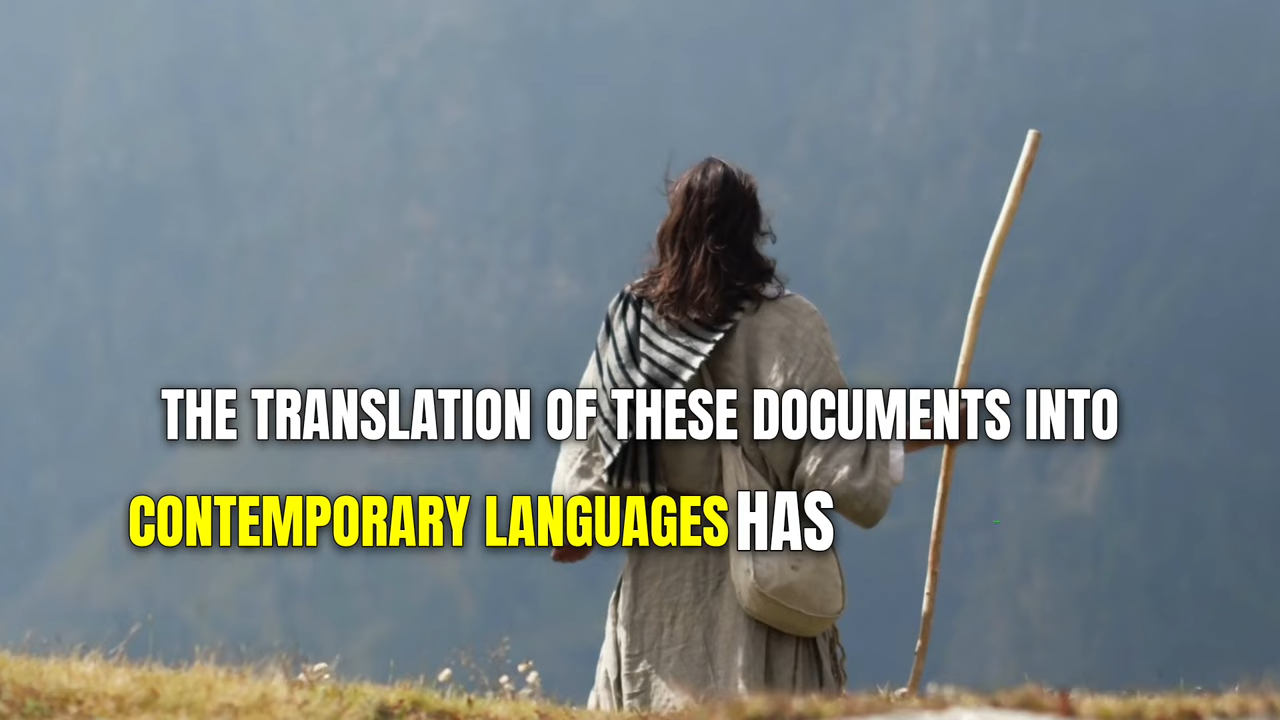 THE TRANSLATION OF THESE DOCUMENTS INTO
CONTEMPORARY LANGUAGES HAS